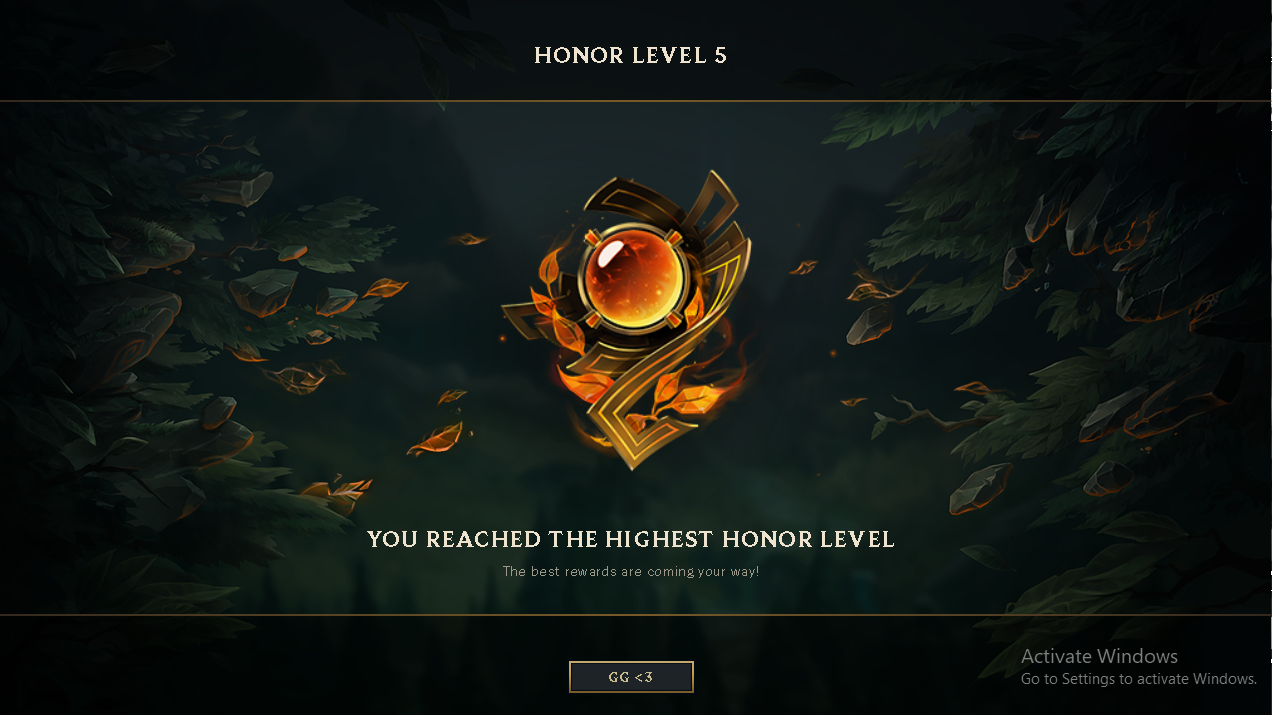 HONOR LEVEL 5
YOU REACHED THE HIGHEST HONOR LEVEL
The best rewards are coming your way!
Activate Windows
Go to Settings to activate Windows.
GG <3